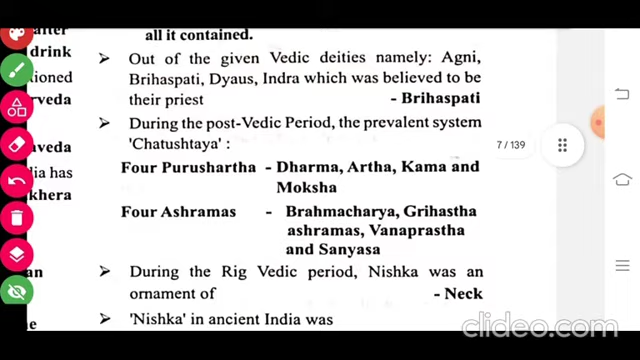 after
all it contained.
drink
➤ Out of the given Vedic deities namely: Agni,
tioned
Brihaspati, Dyaus, Indra which was believed to be
rveda
their priest - Brihaspati
➤ During the post-Vedic Period, the prevalent system
7 / 139
aveda
'Chatushtaya' :
dia has
Four Purushartha - Dharma, Artha, Kama and
khera
Moksha
Four Ashramas - Brahmacharya, Grihastha
ashramas, Vanaprastha
and Sanyasa
an
➤ During the Rig Vedic period, Nishka was an
ornament of - Neck
➤ 'Nishka' in ancient India was
clideo.com